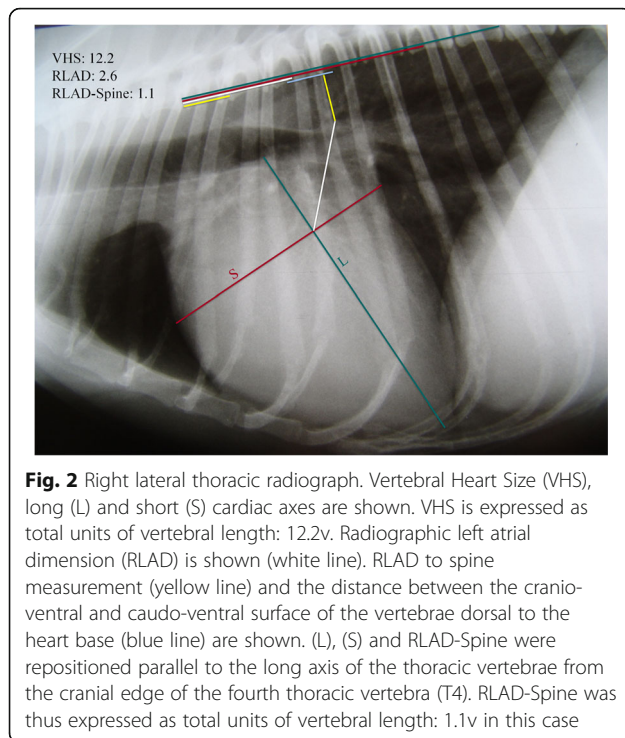 VHS: 12.2
RLAD: 2.6
RLAD-Spine: 1.1
S
L
Fig. 2 Right lateral thoracic radiograph. Vertebral Heart Size (VHS),
long (L) and short (S) cardiac axes are shown. VHS is expressed as
total units of vertebral length: 12.2v. Radiographic left atrial
dimension (RLAD) is shown (white line). RLAD to spine
measurement (yellow line) and the distance between the cranio-
ventral and caudo-ventral surface of the vertebrae dorsal to the
heart base (blue line) are shown. (L), (S) and RLAD-Spine were
repositioned parallel to the long axis of the thoracic vertebrae from
the cranial edge of the fourth thoracic vertebra (T4). RLAD-Spine was
thus expressed as total units of vertebral length: 1.1v in this case